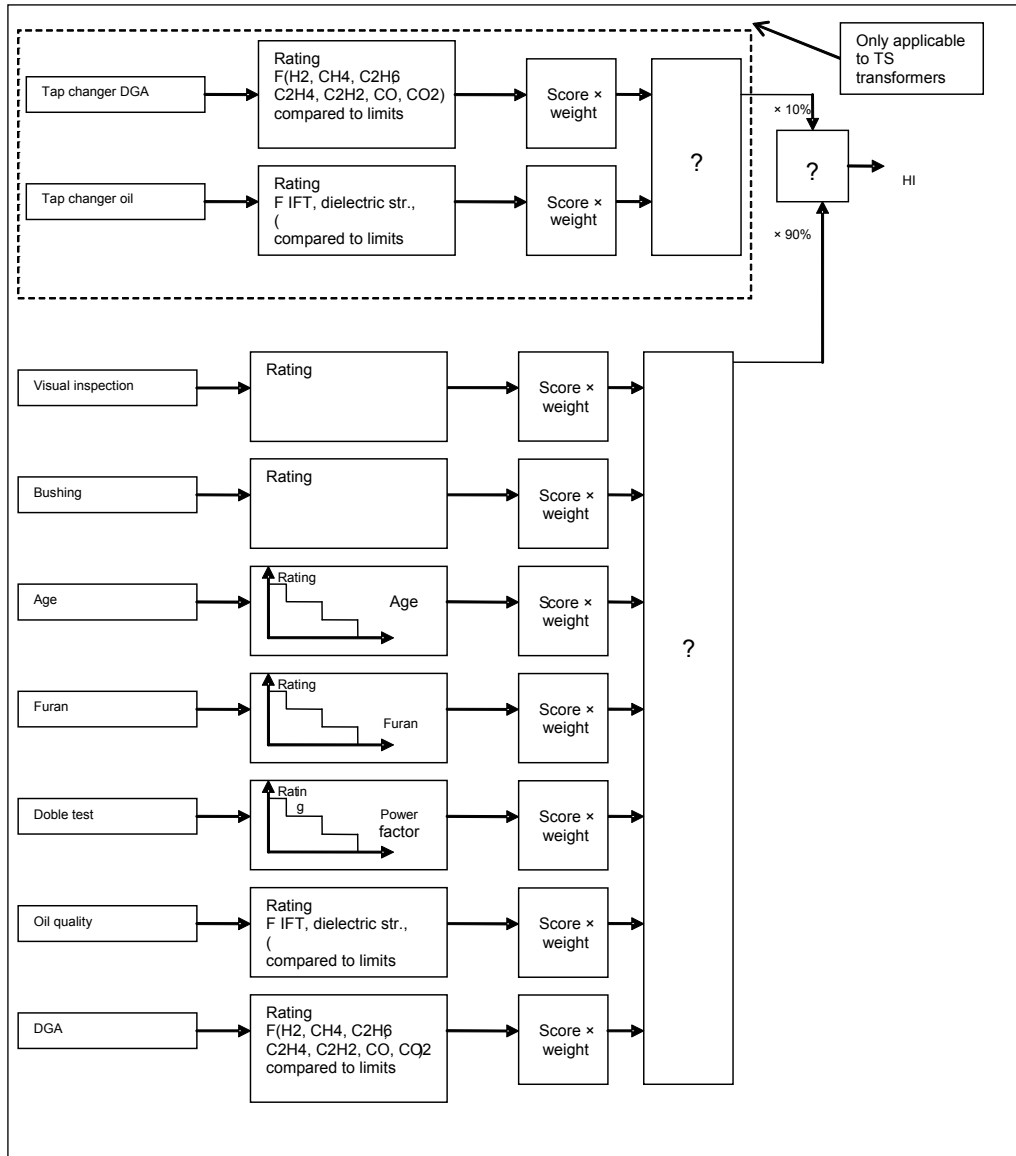 Only applicable
to TS
transformers
Tap changer DGA
Rating
F(H2, CH4, C2H6
C2H4, C2H2, CO, CO2)
compared to limits
Score ×
weight
?
× 10%
?
HI
× 90%
Tap changer oil
Rating
F IFT, dielectric str.,
(
compared to limits
Score ×
weight
Visual inspection
Rating
Score ×
weight
Bushing
Rating
Score ×
weight
Age
Rating
Age
Score ×
weight
?
Furan
Rating
Furan
Score ×
weight
Doble test
Ratin
g
Power
factor
Score ×
weight
Oil quality
Rating
F IFT, dielectric str.,
(
compared to limits
Score ×
weight
DGA
Rating
F(H2, CH4, C2H6,
C2H4, C2H2, CO, CO)2
compared to limits
Score ×
weight